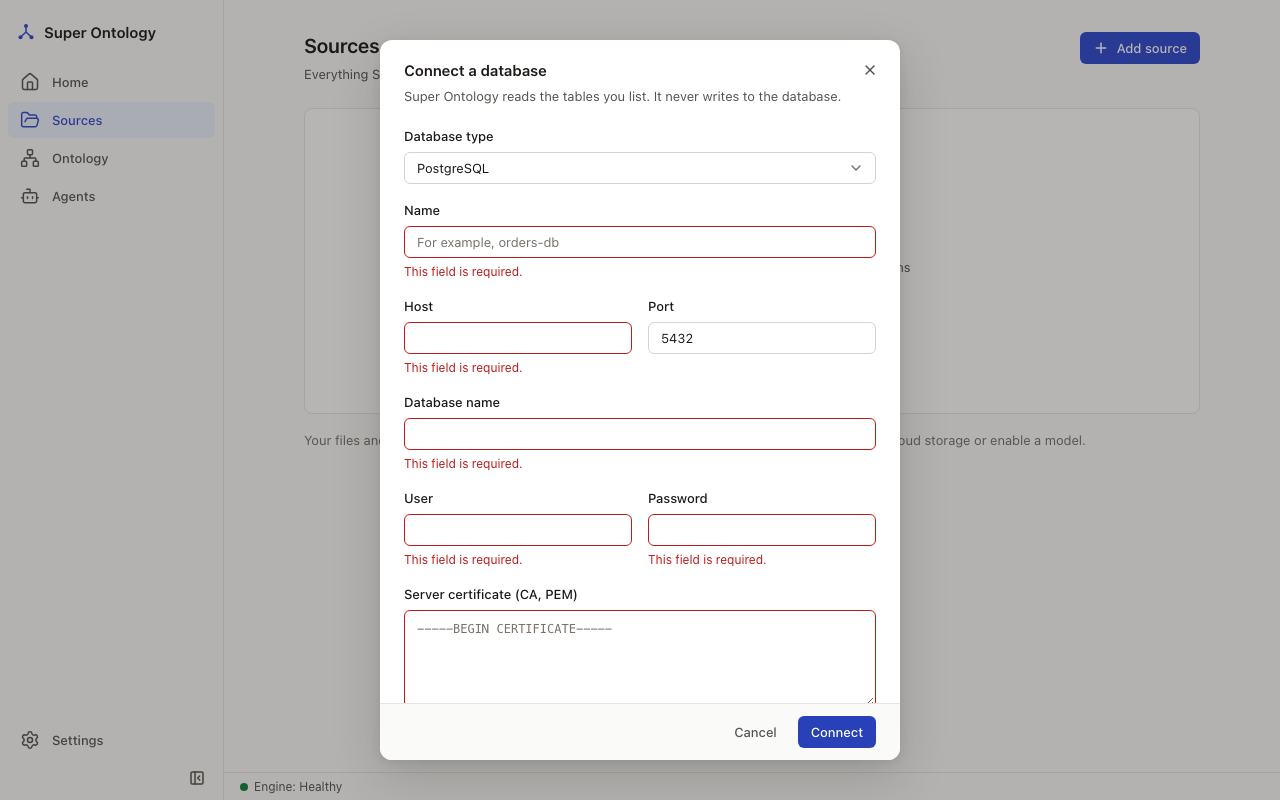 Super Ontology
Home
Sources
Ontology
Agents
Settings
Sources
Everything S
Add source
Connect a database
Super Ontology reads the tables you list. It never writes to the database.
Database type
PostgreSQL
Name
For example, orders-db
This field is required.
Host
Port
5432
This field is required.
Database name
This field is required.
User
Password
This field is required.
This field is required.
Server certificate (CA, PEM)
-----BEGIN CERTIFICATE-----
Cancel
Connect
Your files and
storage or enable a model.
Engine: Healthy